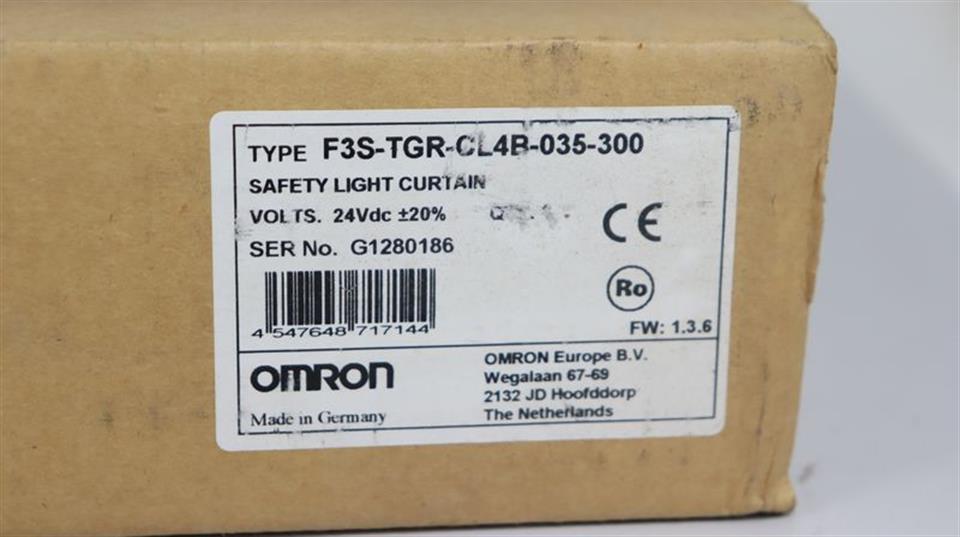 TYPE F3S-TGR-CL4B-035-300
SAFETY LIGHT CURTAIN
VOLTS. 24Vdc ±20%
CE
SER No. G1280186
Ro
4 547648 717144
FW: 1.3.6
OMRON
Made in Germany
OMRON Europe B.V.
Wegalaan 67-69
2132 JD Hoofddorp
The Netherlands